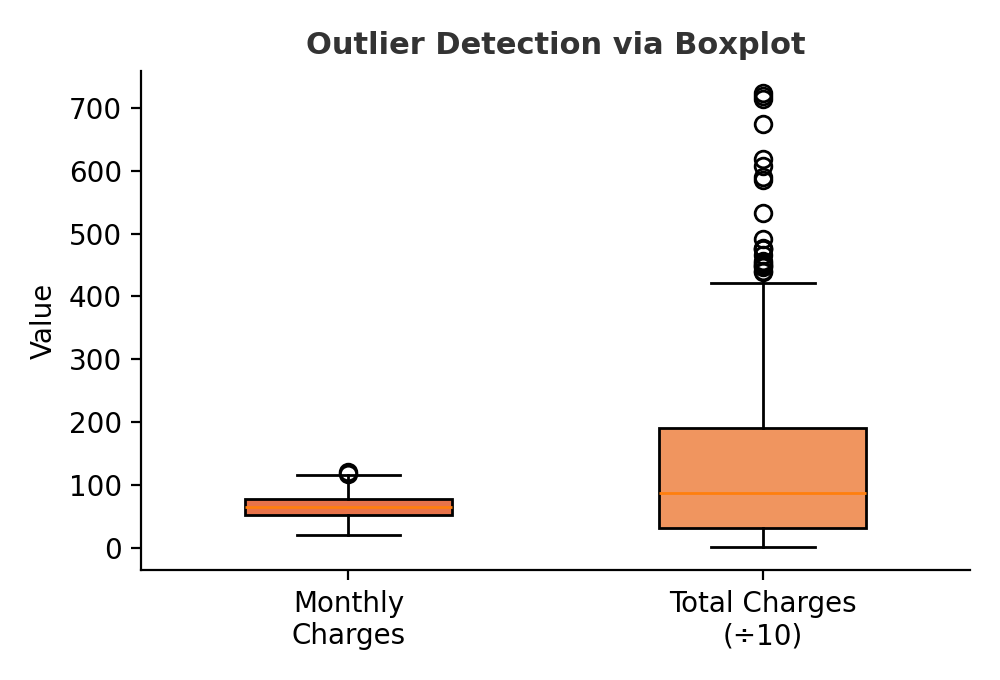 Outlier Detection via Boxplot
Value
700
600
500
400
300
200
100
0
Monthly
Charges
Total Charges
(÷10)